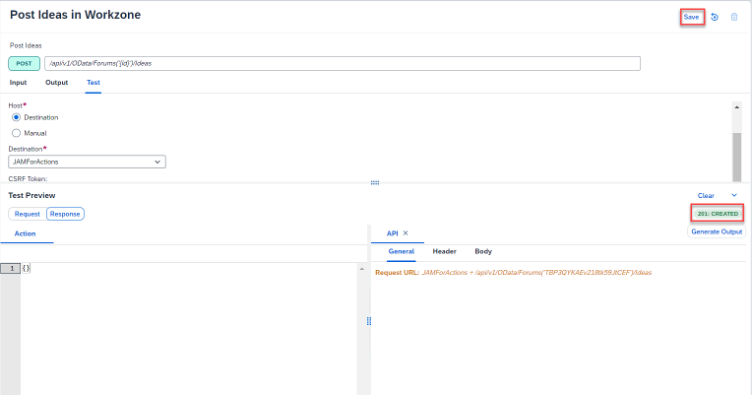 Post Ideas in Workzone
Save
Post Ideas
POST /api/v1/OData/Forums('{id}')/Ideas
Input Output Test
Host*
Destination
Manual
Destination*
JAMForActions
CSRF Token:
Test Preview
Clear
Request Response
201: CREATED
Action
API
Generate Output
General Header Body
1 {}
Request URL: JAMForActions + /api/v1/OData/Forums('')/Ideas